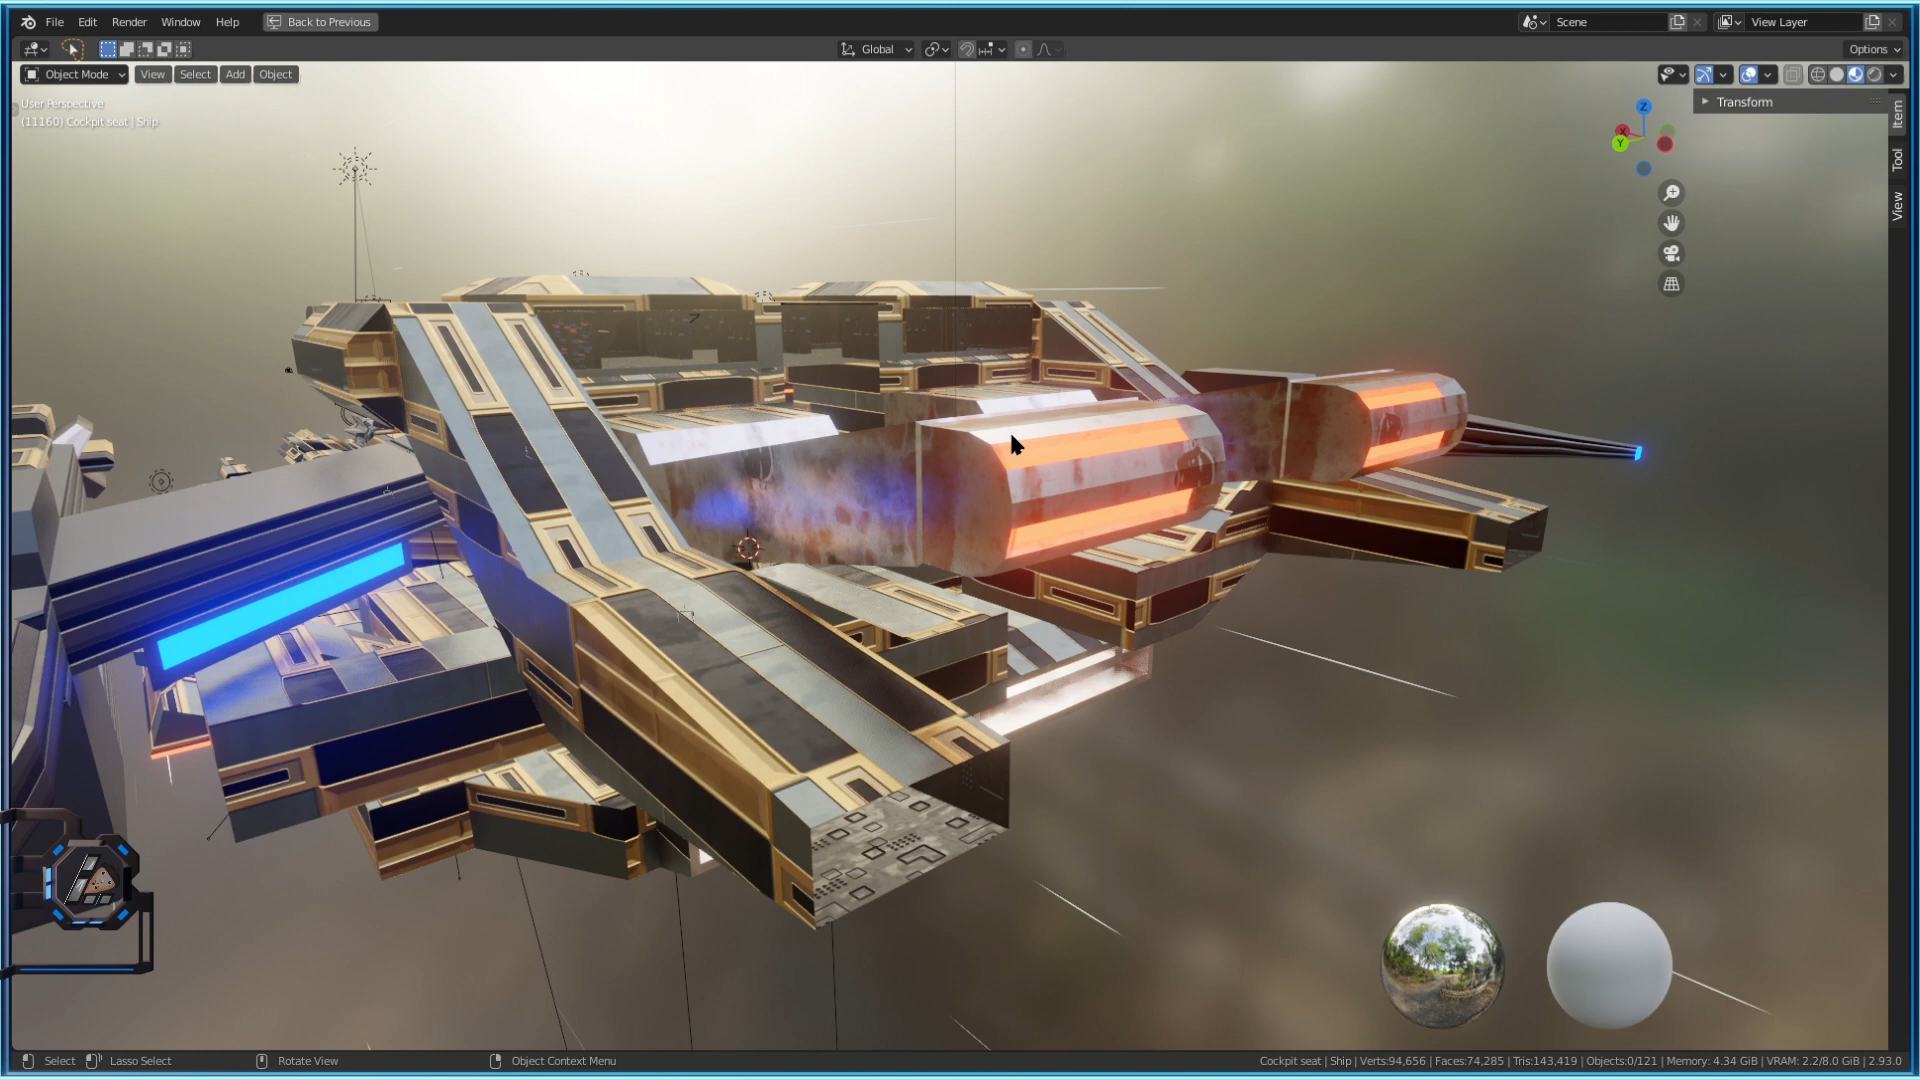 File Edit Render Window Help Back to Previous Scene View Layer
Global Options
Object Mode View Select Add Object
User Perspective
(11160) Cockpit seat | Ship
Transform
Item
Tool
View
Z
X
Y
Select Lasso Select Rotate View Object Context Menu Cockpit seat | Ship | Verts:94,656 | Faces:74,285 | Tris:143,419 | Objects:0/121 | Memory: 4.34 GiB | VRAM: 2.2/8.0 GiB | 2.93.0